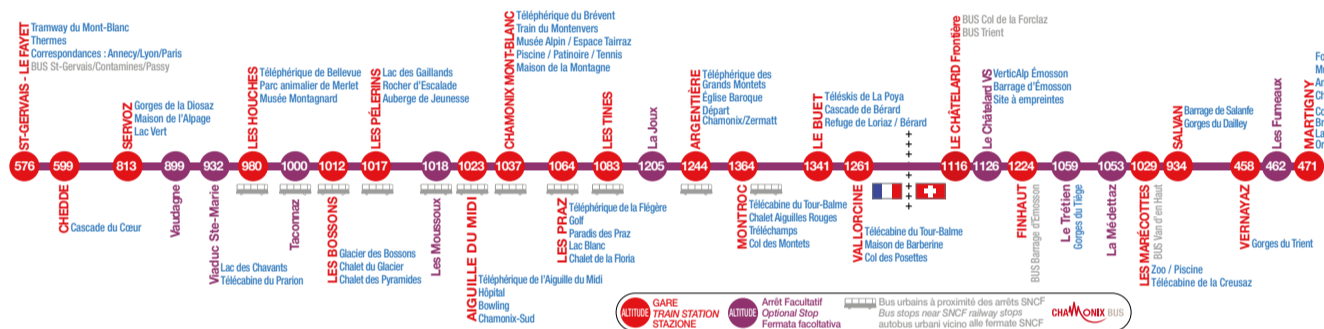 ST-GERVAIS - LE FAYET
Tramway du Mont-Blanc
Thermes
Correspondances : Annecy/Lyon/Paris
BUS St-Gervais/Contamines/Passy
576
599
CHEDDE
Cascade du Cœur
SERVOZ
Gorges de la Diosaz
Maison de l'Alpage
Lac Vert
813
899
Vaudagne
932
Viaduc Ste-Marie
Lac des Chavants
Télécabine du Prarion
LES HOUCHES
Téléphérique de Bellevue
Parc animalier de Merlet
Musée Montagnard
980
1000
Taconnaz
1012
LES BOSSONS
Glacier des Bossons
Chalet du Glacier
Chalet des Pyramides
LES PÉLERINS
Lac des Gaillands
Rocher d'Escalade
Auberge de Jeunesse
1017
1018
Les Moussoux
1023
AIGUILLE DU MIDI
Téléphérique de l'Aiguille du Midi
Hôpital
Bowling
Chamonix-Sud
CHAMONIX MONT-BLANC
Téléphérique du Brévent
Train du Montenvers
Musée Alpin / Espace Tairraz
Piscine / Patinoire / Tennis
Maison de la Montagne
1037
1064
LES PRAZ
Téléphérique de la Flégère
Golf
Paradis des Praz
Lac Blanc
Chalet de la Floria
LES TINES
1083
La Joux
1205
ARGENTIÈRE
Téléphérique des
Grands Montets
Église Baroque
Départ
Chamonix/Zermatt
1244
1364
MONTROC
Télécabine du Tour-Balme
Chalet Aiguilles Rouges
Tréléchamps
Col des Montets
LE BUET
Téléskis de La Poya
Cascade de Bérard
Refuge de Loriaz / Bérard
1341
1261
VALLORCINE
Télécabine du Tour-Balme
Maison de Barberine
Col des Posettes
LE CHÂTELARD Frontière
BUS Col de la Forclaz
BUS Trient
1116
Le Châtelard VS
VerticAlp Émosson
Barrage d'Émosson
Site à empreintes
1126
1224
FINHAUT
BUS Barrage d'Emosson
1059
Le Trétien
Gorges du Tiège
1053
La Médettaz
1029
LES MARÉCOTTES
BUS Van d'en Haut
Zoo / Piscine
Télécabine de la Creusaz
SALVAN
Barrage de Salanfe
Gorges du Dailley
934
458
VERNAYAZ
Gorges du Trient
Les Fumeaux
462
MARTIGNY
471
ALTITUDE
GARE
TRAIN STATION
STAZIONE
ALTITUDE
Arrêt Facultatif
Optional Stop
Fermata facoltativa
Bus urbains à proximité des arrêts SNCF
Bus stops near SNCF railway stops
autobus urbani vicino alle fermate SNCF
CHAMONIX BUS